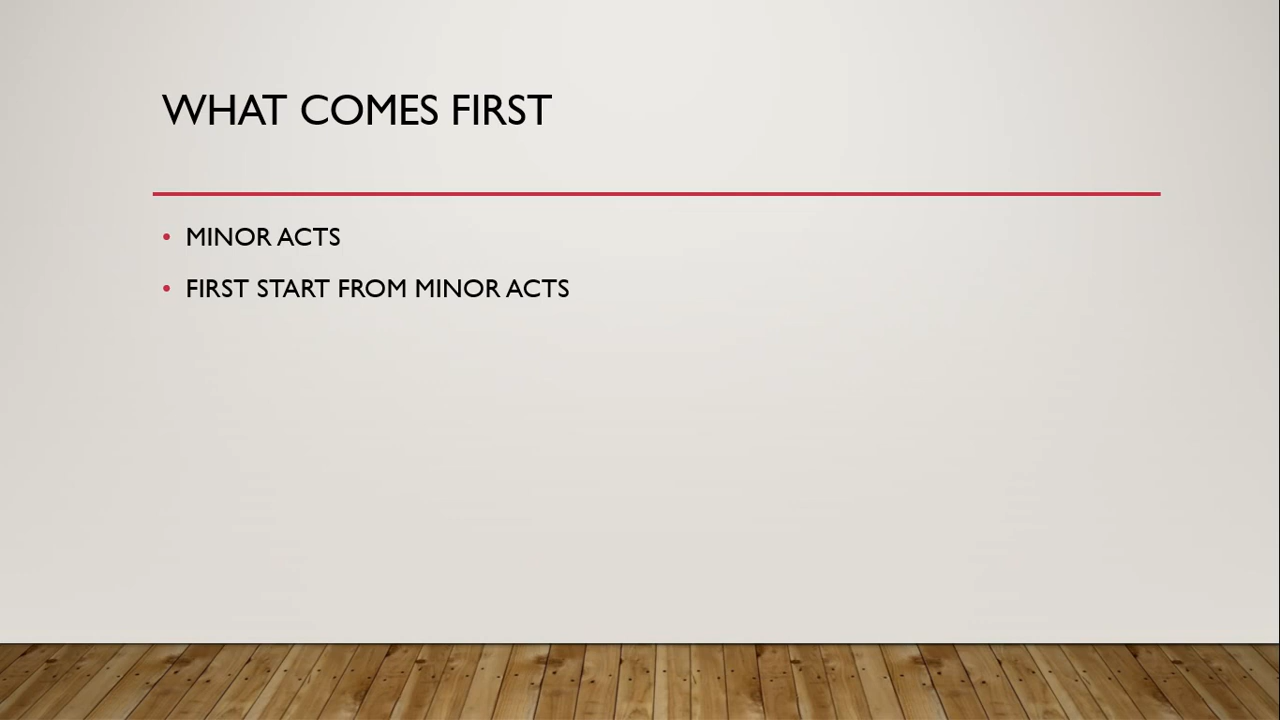 WHAT COMES FIRST
• MINOR ACTS
• FIRST START FROM MINOR ACTS